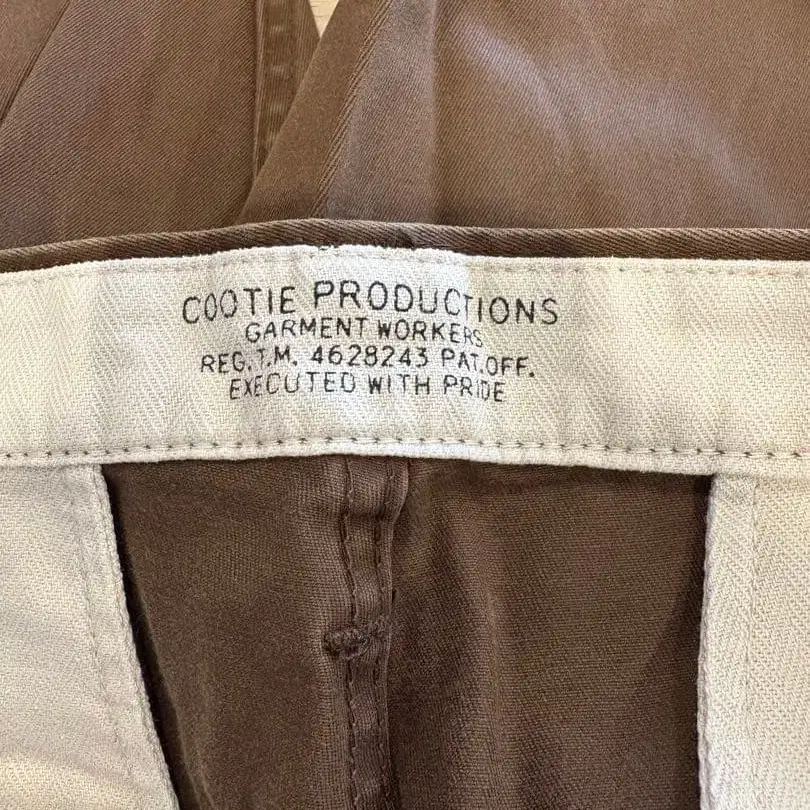 COOTIE PRODUCTIONS
GARMENT WORKERS
REG.T.M. 4628243 PAT.OFF.
EXECUTED WITH PRIDE